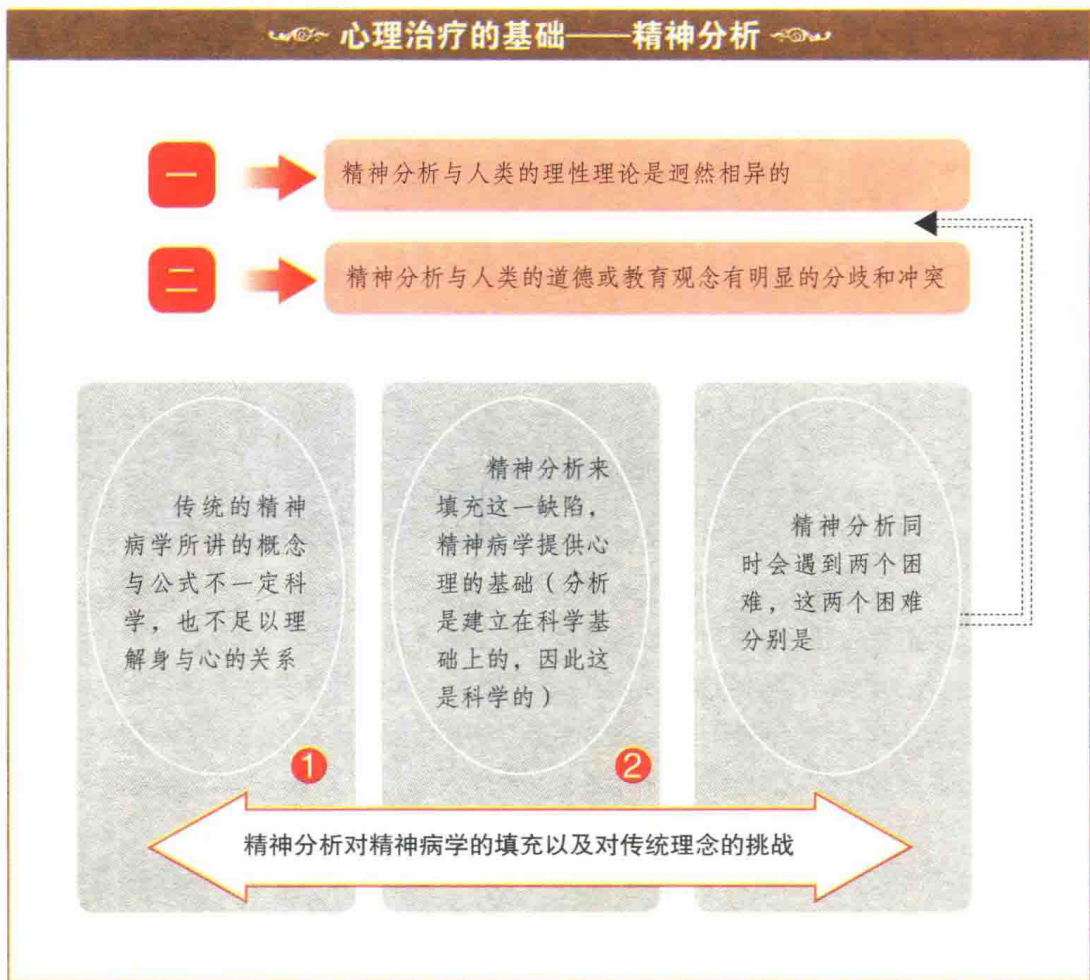 心理治疗的基础——精神分析
一
精神分析与人类的理性理论是迥然相异的
二
精神分析与人类的道德或教育观念有明显的分歧和冲突
传统的精神
病学所讲的概念
与公式不一定科
学，也不足以理
解身与心的关系
1
精神分析来
填充这一缺陷，
精神病学提供心
理的基础（分析
是建立在科学基
础上的，因此这
是科学的）
2
精神分析同
时会遇到两个困
难，这两个困难
分别是
精神分析对精神病学的填充以及对传统理念的挑战